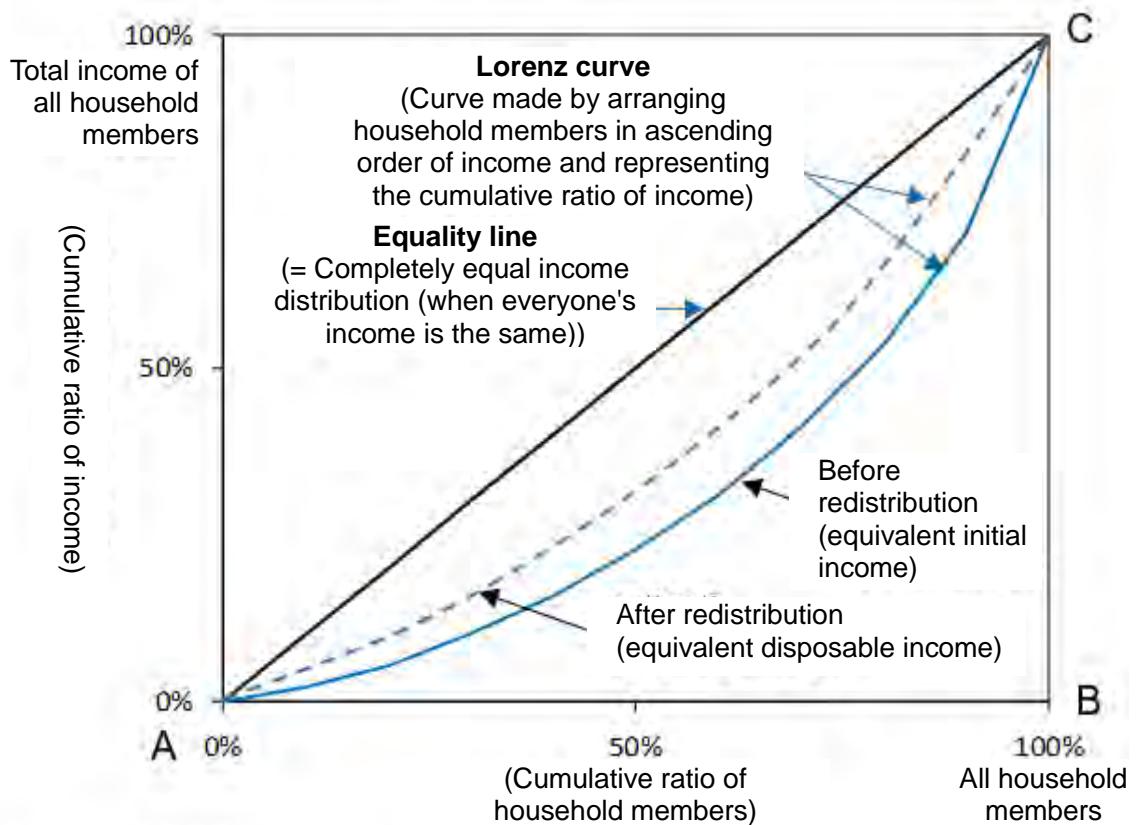 100%
C
Total income of
all household
members
Lorenz curve
(Curve made by arranging
household members in ascending
order of income and representing
the cumulative ratio of income)
Equality line
(= Completely equal income
distribution (when everyone's
income is the same))
(Cumulative ratio of income)
50%
Before
redistribution
(equivalent initial
income)
After redistribution
(equivalent disposable income)
0%
B
A
0%
50%
100%
(Cumulative ratio of
household members)
All household
members